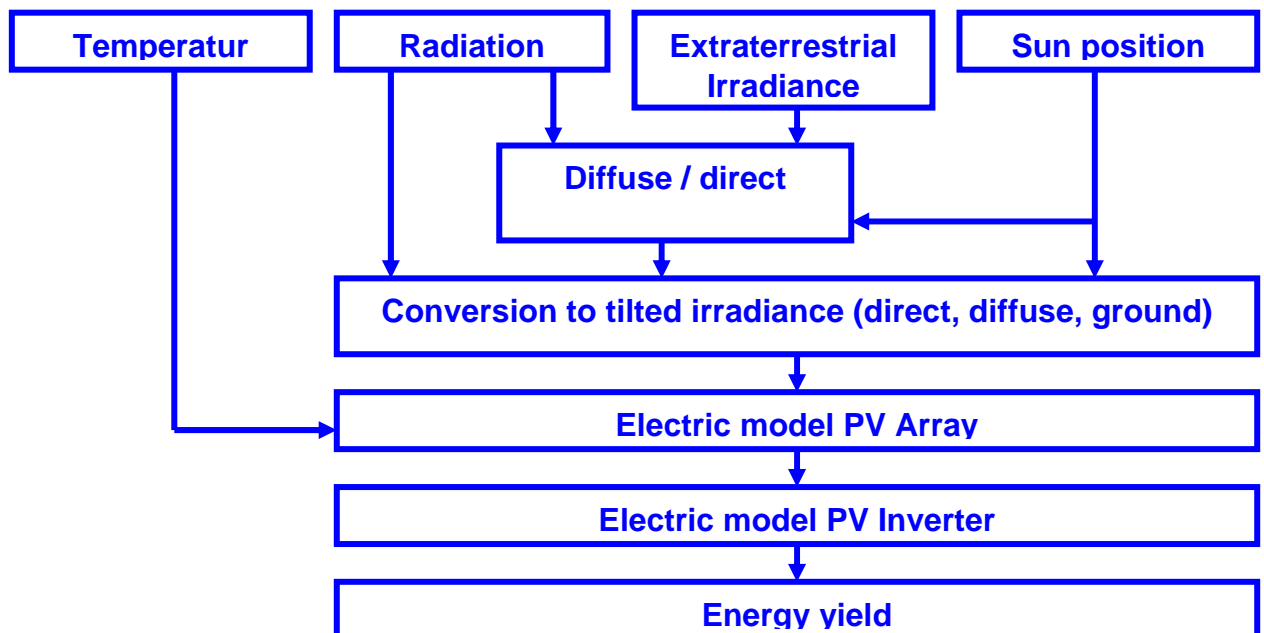 Temperatur
Radiation
Extraterrestrial
Irradiance
Sun position
Diffuse / direct
Conversion to tilted irradiance (direct, diffuse, ground)
Electric model PV Array
Electric model PV Inverter
Energy yield